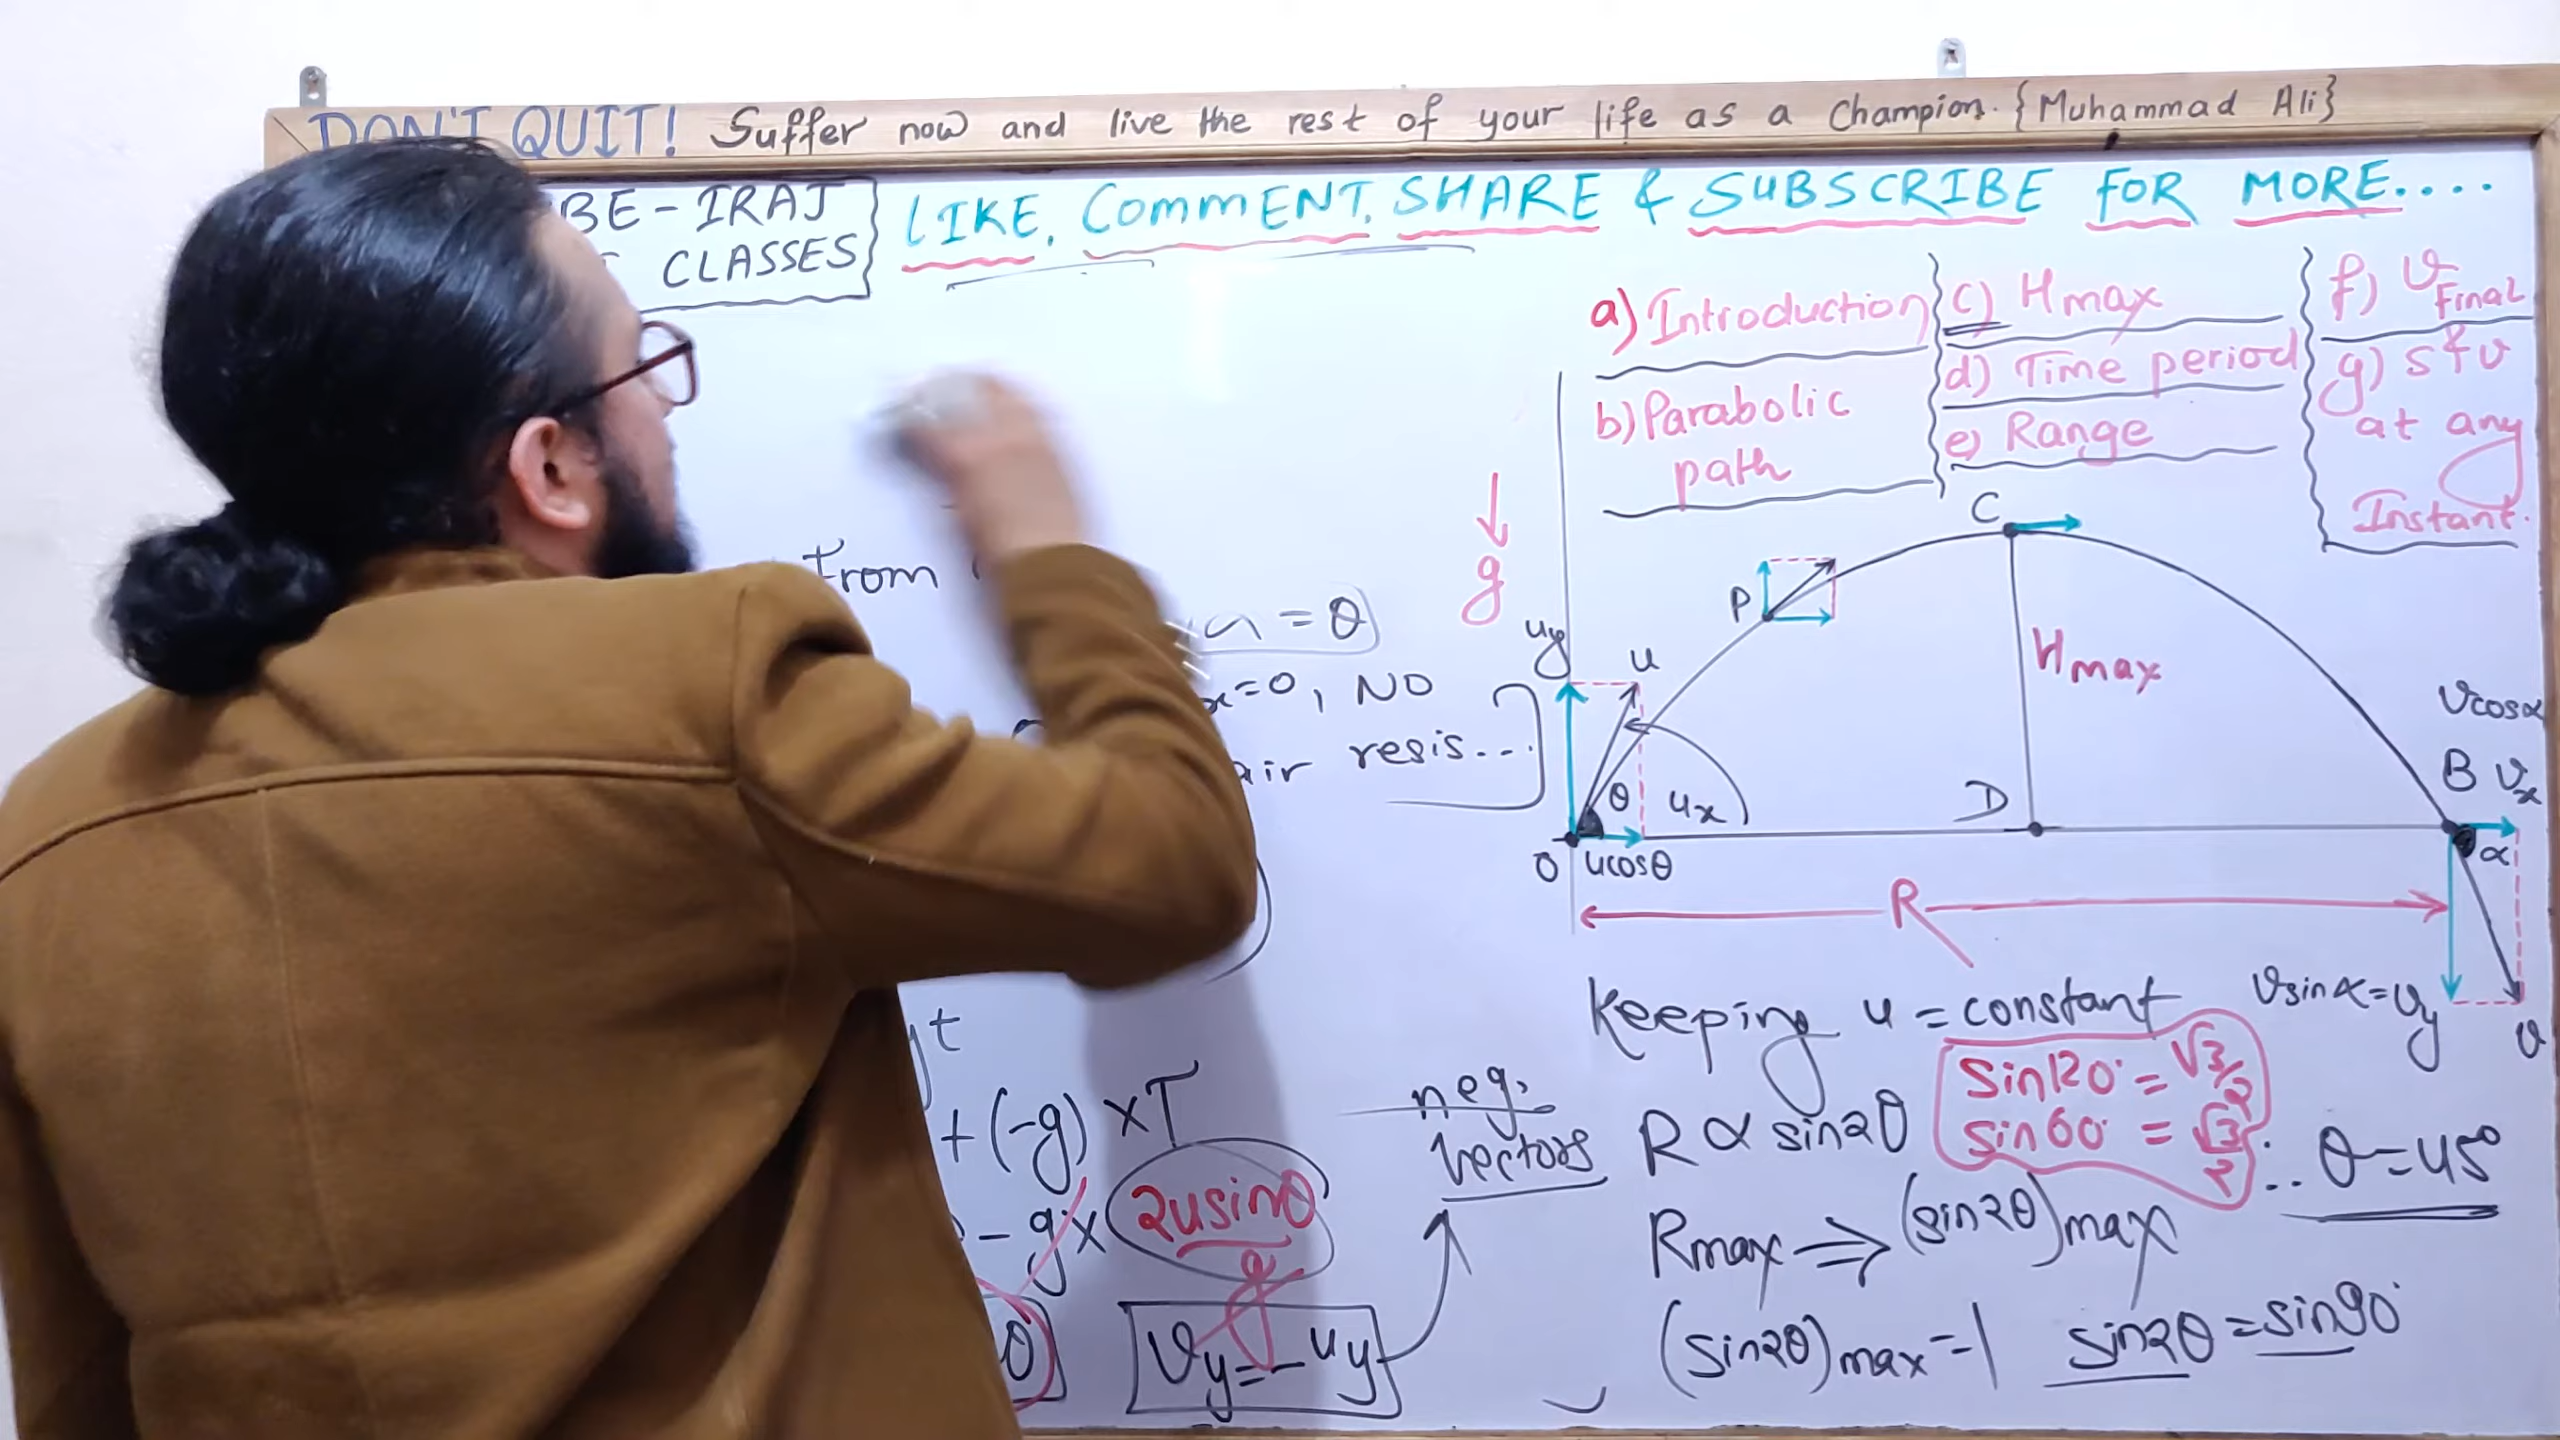 DON'T QUIT! Suffer now and live the rest of your life as a Champion. {Muhammad Ali}
BE-IRAJ
CLASSES
LIKE, COMMENT, SHARE & SUBSCRIBE FOR MORE....
a) Introduction
b) Parabolic
path
c) Hmax
d) Time period
e) Range
f) vFinal
g) s & v
at any
Instant.
g
From
= θ
x=0, NO
air resis...
uy
u
θ
ux
O
ucosθ
P
C
Hmax
D
R
vcosα
B vx
α
vsinα=vy
v
t
+(-g)×T
-g× 2usinθ
g
θ
vy=-uy
neg.
vectors
Keeping u = constant
R ∝ sin2θ
sin120° = √3/2
sin60° = √3/2
∴ θ=45°
Rmax ⇒ (sin2θ)max
(sin2θ)max=1 sin2θ=sin90°